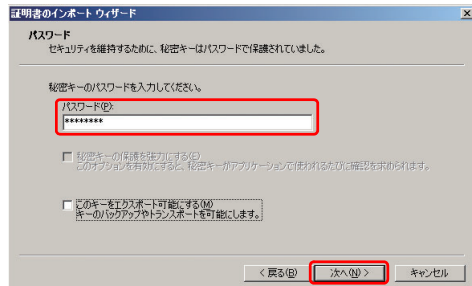 証明書のインポート ウィザード
パスワード
セキュリティを維持するために、秘密キーはパスワードで保護されていました。
秘密キーのパスワードを入力してください。
パスワード(P):
********
秘密キーの保護を強力にする(E)
このオプションを有効にすると、秘密キーがアプリケーションで使われるたびに確認を求められます。
このキーをエクスポート可能にする(M)
キーのバックアップやトランスポートを可能にします。
< 戻る(B)
次へ(N) >
キャンセル